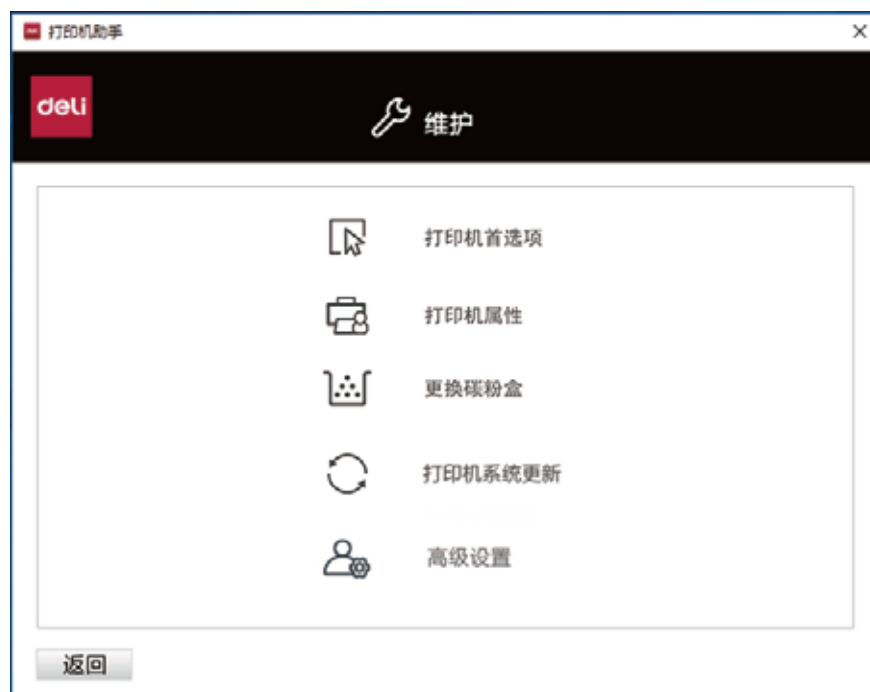 打印机助手
deli
维护
打印机首选项
打印机属性
更换碳粉盒
打印机系统更新
高级设置
返回